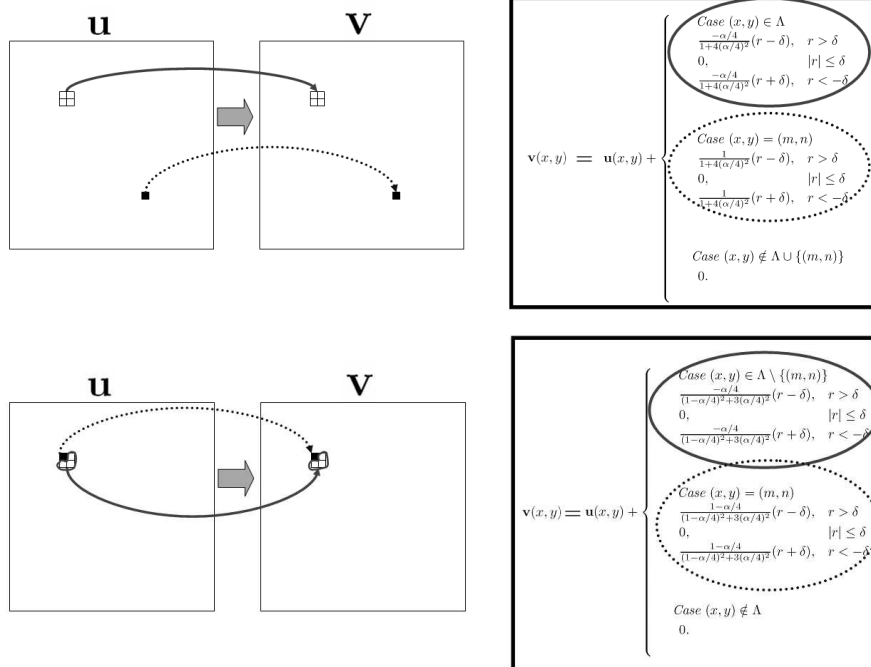 u v
Case (x, y) ∈ Λ
-α/4 / 1+4(α/4)² (r − δ), r > δ
0, |r| ≤ δ
-α/4 / 1+4(α/4)² (r + δ), r < −δ
v(x, y) = u(x, y) + {
Case (x, y) = (m, n)
1 / 1+4(α/4)² (r − δ), r > δ
0, |r| ≤ δ
1 / 1+4(α/4)² (r + δ), r < −δ
Case (x, y) ∉ Λ ∪ {(m, n)}
0.
u v
Case (x, y) ∈ Λ \ {(m, n)}
-α/4 / (1−α/4)²+3(α/4)² (r − δ), r > δ
0, |r| ≤ δ
-α/4 / (1−α/4)²+3(α/4)² (r + δ), r < −δ
v(x, y) = u(x, y) + {
Case (x, y) = (m, n)
1−α/4 / (1−α/4)²+3(α/4)² (r − δ), r > δ
0, |r| ≤ δ
1−α/4 / (1−α/4)²+3(α/4)² (r + δ), r < −δ
Case (x, y) ∉ Λ
0.